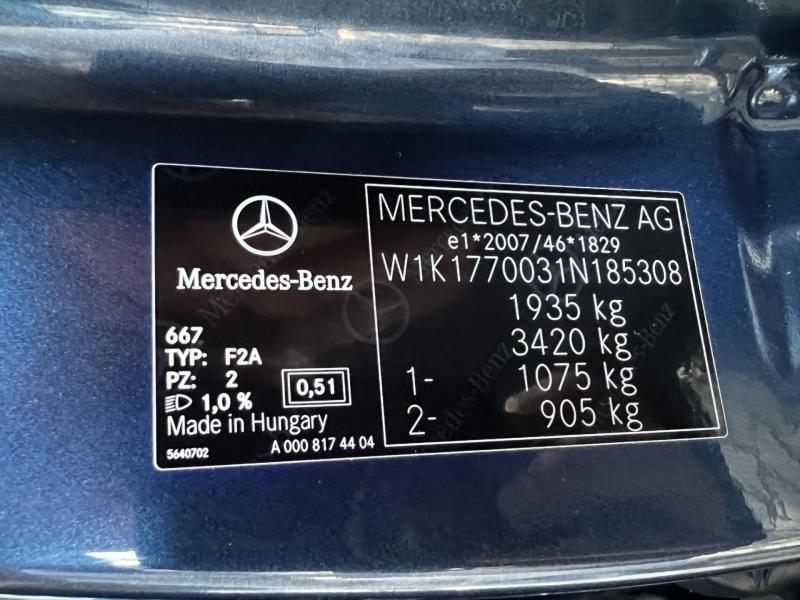 Mercedes-Benz
667
TYP: F2A
PZ: 2
1,0 %
0,51
Made in Hungary
5640702
A 000 817 44 04
MERCEDES-BENZ AG
e1*2007/46*1829
W1K1770031N185308
1935 kg
3420 kg
1- 1075 kg
2- 905 kg